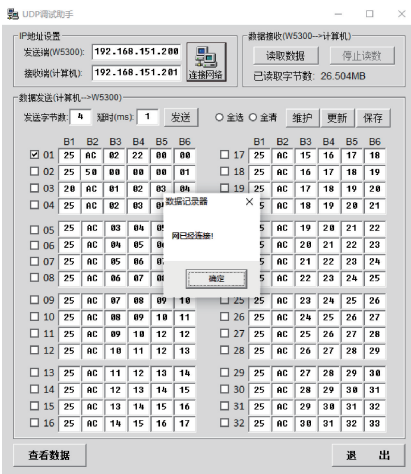 UDP调试助手
IP地址设置
发送端(W5300): 192.168.151.200
接收端(计算机): 192.168.151.201 连接网络
数据接收(W5300-->计算机)
读取数据 停止读数
已读取字节数: 26.504MB
数据发送(计算机-->W5300)
发送字节数: 4 延时(ms): 1 发送 全选 全清 维护 更新 保存
B1 B2 B3 B4 B5 B6 B1 B2 B3 B4 B5 B6
01 25 AC 02 22 00 00 17 25 AC 15 16 17 18
02 25 50 00 00 00 01 18 25 AC 16 17 18 19
03 20 AC 01 02 03 04 19 25 AC 17 18 19 20
04 25 AC 02 03 20 AC 18 19 20 21
数据记录器
网已经连接!
确定
05 25 AC 03 04 21 AC 19 20 21 22
06 25 AC 04 05 22 AC 20 21 22 23
07 25 AC 05 06 23 AC 21 22 23 24
08 25 AC 06 07 24 AC 22 23 24 25
09 25 AC 07 08 09 10 25 25 AC 23 24 25 26
10 25 AC 08 09 10 11 26 25 AC 24 25 26 27
11 25 AC 09 10 12 12 27 25 AC 25 26 27 28
12 25 AC 10 11 12 13 28 25 AC 26 27 28 29
13 25 AC 11 12 13 14 29 25 AC 27 28 29 30
14 25 AC 12 13 14 15 30 25 AC 28 29 30 31
15 25 AC 13 14 15 16 31 25 AC 29 30 31 32
16 25 AC 14 15 16 17 32 25 AC 30 31 32 33
查看数据 退 出